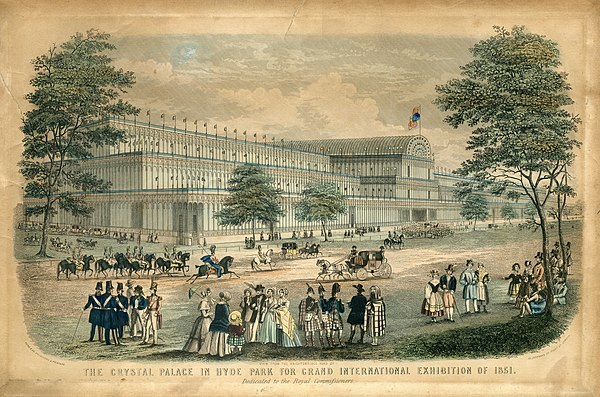 THE CRYSTAL PALACE IN HYDE PARK FOR GRAND INTERNATIONAL EXHIBITION OF 1851.
Dedicated to the Royal Commissioners